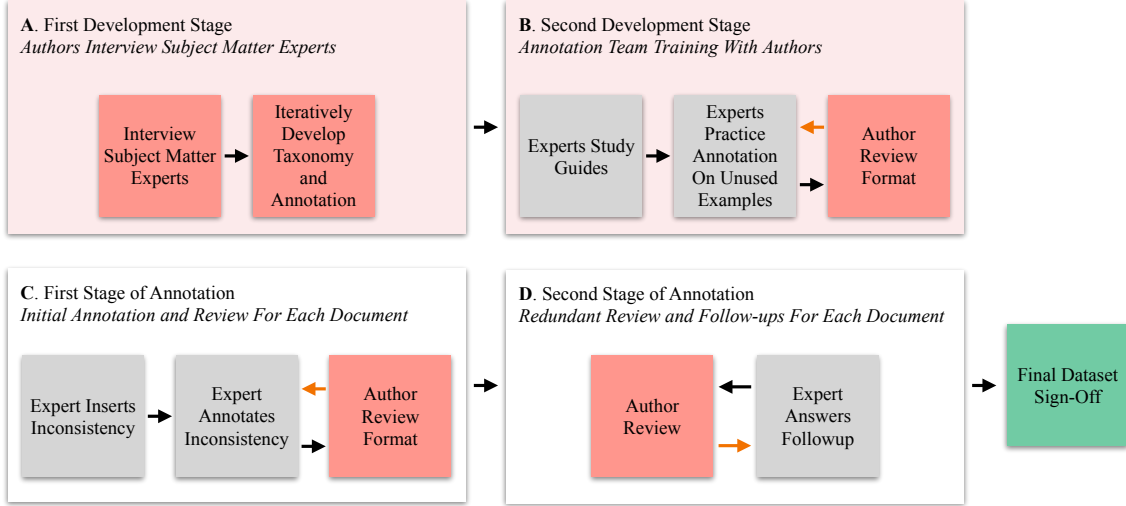 A. First Development Stage
Authors Interview Subject Matter Experts
Interview
Subject Matter
Experts
Iteratively
Develop
Taxonomy
and
Annotation
B. Second Development Stage
Annotation Team Training With Authors
Experts Study
Guides
Experts
Practice
Annotation
On Unused
Examples
Author
Review
Format
C. First Stage of Annotation
Initial Annotation and Review For Each Document
Expert Inserts
Inconsistency
Expert
Annotates
Inconsistency
Author
Review
Format
D. Second Stage of Annotation
Redundant Review and Follow-ups For Each Document
Author
Review
Expert
Answers
Followup
Final Dataset
Sign-Off